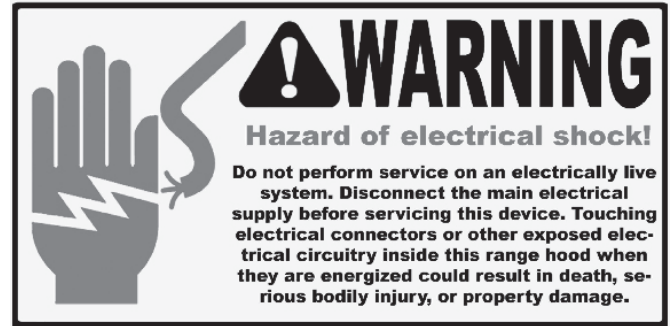 WARNING
Hazard of electrical shock!
Do not perform service on an electrically live
system. Disconnect the main electrical
supply before servicing this device. Touching
electrical connectors or other exposed elec-
trical circuitry inside this range hood when
they are energized could result in death, se-
rious bodily injury, or property damage.